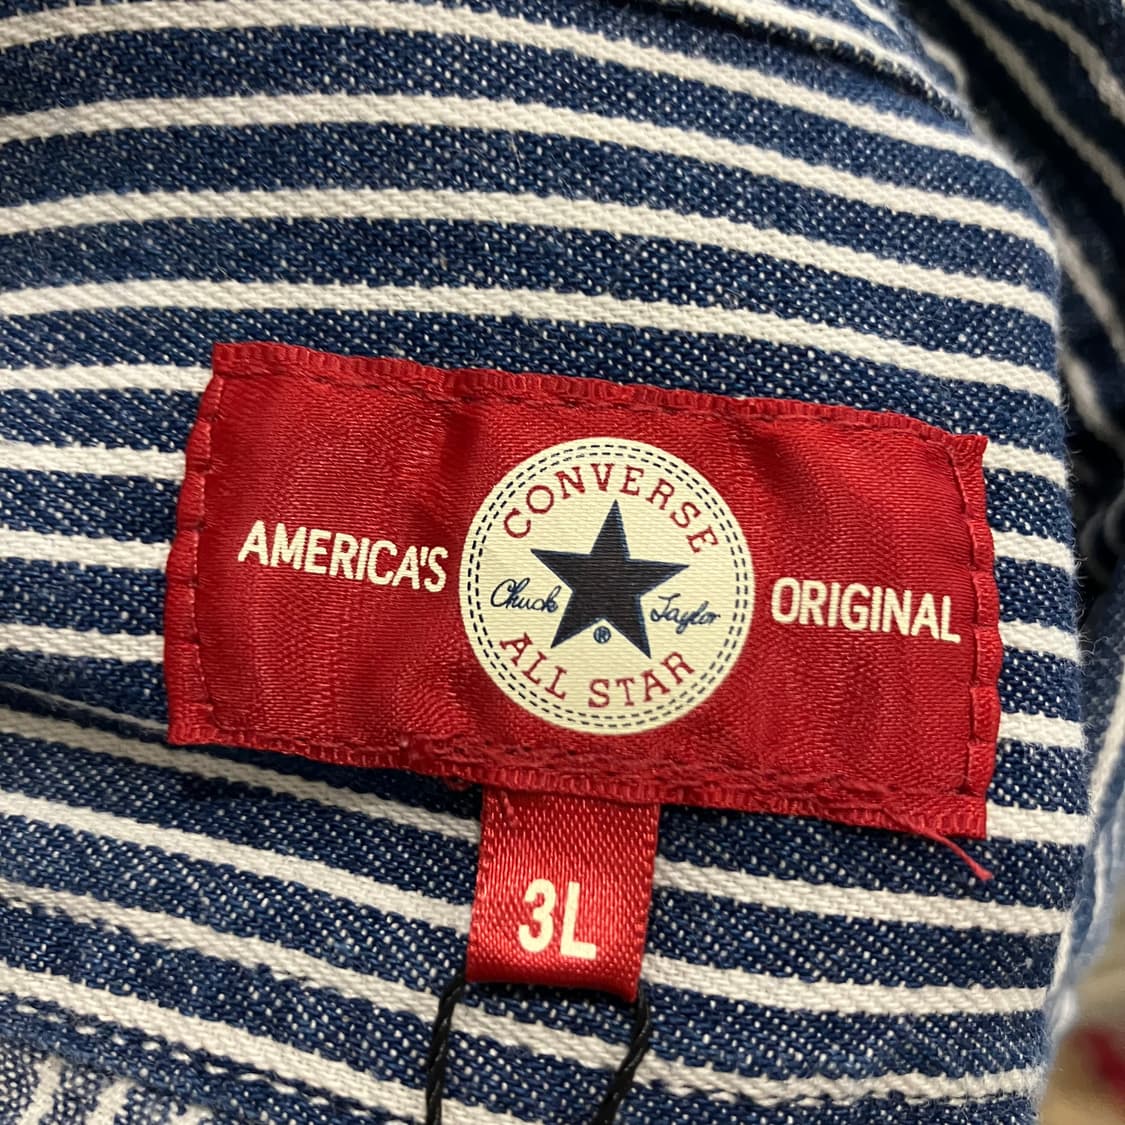 AMERICA'S
CONVERSE
Chuck Taylor
®
ALL STAR
ORIGINAL
3L